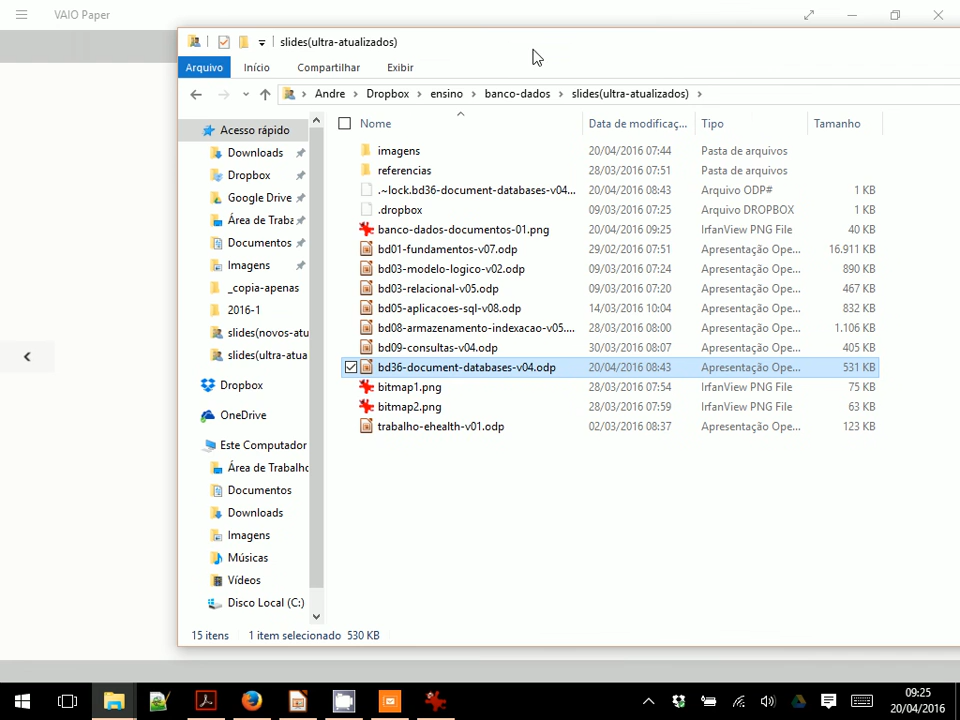 VAIO Paper
slides(ultra-atualizados)
Arquivo Início Compartilhar Exibir
Andre Dropbox ensino banco-dados slides(ultra-atualizados)
Acesso rápido
Downloads
Dropbox
Google Drive
Área de Traba
Documentos
Imagens
_copia-apenas
2016-1
slides(novos-atu
slides(ultra-atua
Dropbox
OneDrive
Este Computador
Área de Trabalho
Documentos
Downloads
Imagens
Músicas
Vídeos
Disco Local (C:)
Nome Data de modificaç... Tipo Tamanho
imagens 20/04/2016 07:44 Pasta de arquivos
referencias 28/03/2016 07:51 Pasta de arquivos
.~lock.bd36-document-databases-v04... 20/04/2016 08:43 Arquivo ODP# 1 KB
.dropbox 09/03/2016 07:25 Arquivo DROPBOX 1 KB
banco-dados-documentos-01.png 20/04/2016 09:25 IrfanView PNG File 40 KB
bd01-fundamentos-v07.odp 29/02/2016 07:51 Apresentação Ope... 16.911 KB
bd03-modelo-logico-v02.odp 09/03/2016 07:24 Apresentação Ope... 890 KB
bd03-relacional-v05.odp 09/03/2016 07:20 Apresentação Ope... 467 KB
bd05-aplicacoes-sql-v08.odp 14/03/2016 10:04 Apresentação Ope... 832 KB
bd08-armazenamento-indexacao-v05.... 28/03/2016 08:00 Apresentação Ope... 1.106 KB
bd09-consultas-v04.odp 30/03/2016 08:07 Apresentação Ope... 405 KB
bd36-document-databases-v04.odp 20/04/2016 08:43 Apresentação Ope... 531 KB
bitmap1.png 28/03/2016 07:54 IrfanView PNG File 75 KB
bitmap2.png 28/03/2016 07:59 IrfanView PNG File 63 KB
trabalho-ehealth-v01.odp 02/03/2016 08:37 Apresentação Ope... 123 KB
15 itens 1 item selecionado 530 KB
09:25
20/04/2016